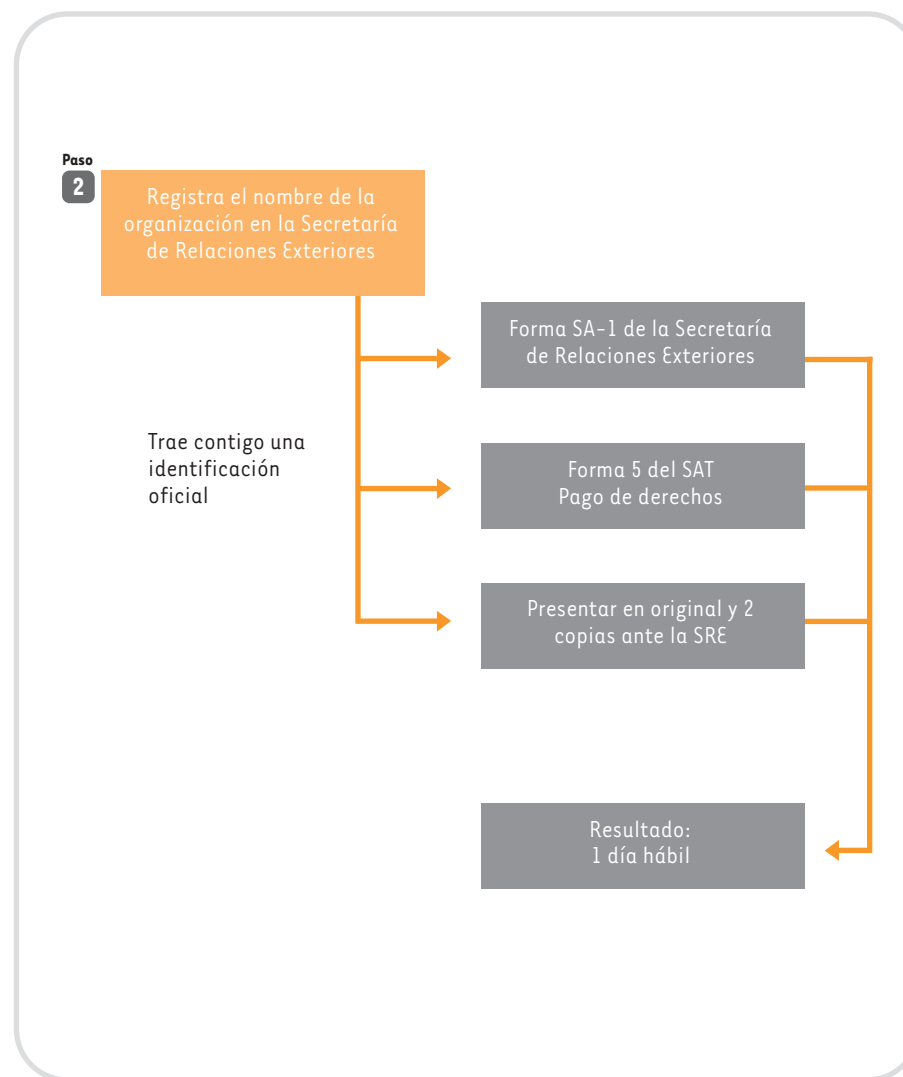 Paso
2
Registra el nombre de la
organización en la Secretaría
de Relaciones Exteriores
Forma SA-1 de la Secretaría
de Relaciones Exteriores
Trae contigo una
identificación
oficial
Forma 5 del SAT
Pago de derechos
Presentar en original y 2
copias ante la SRE
Resultado:
1 día hábil